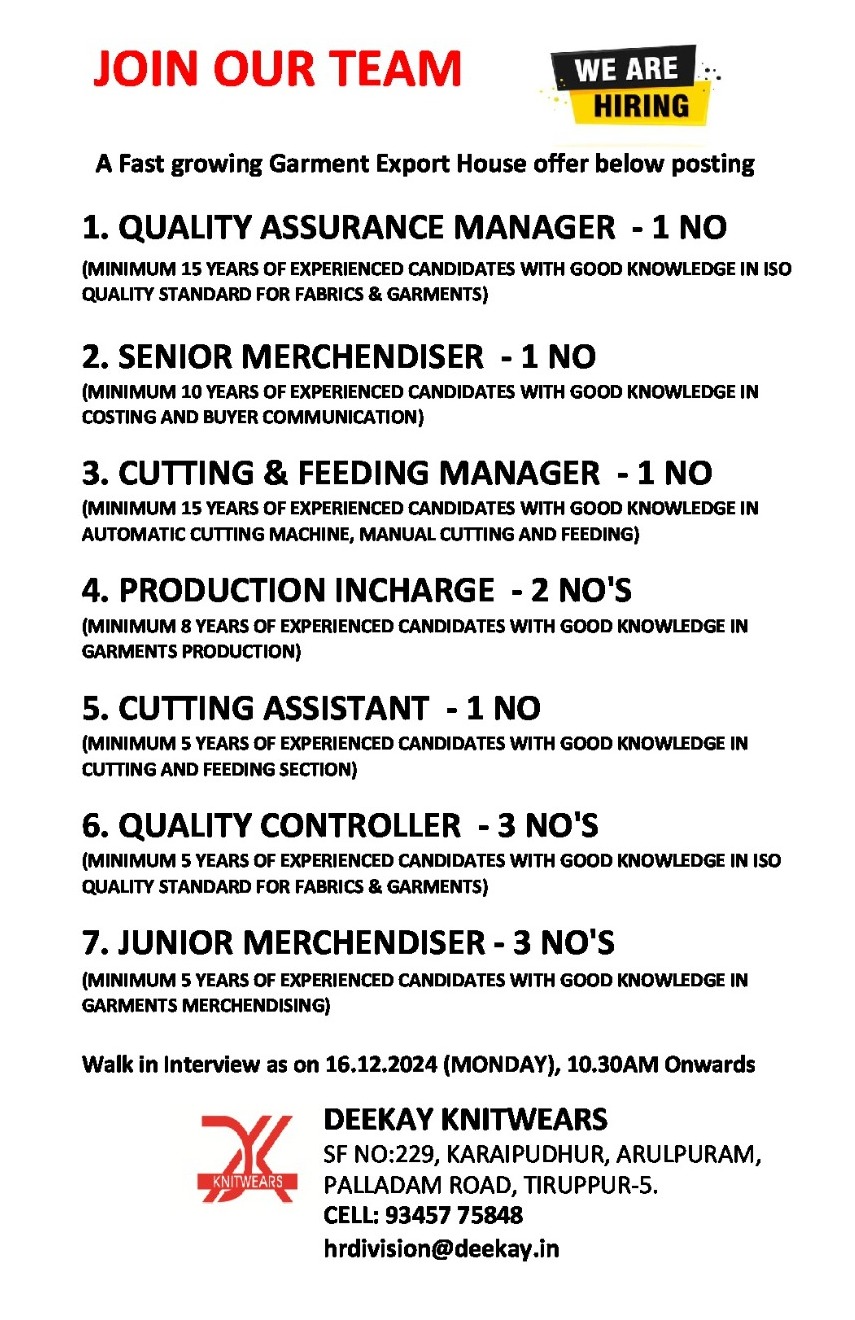 JOIN OUR TEAM
WE ARE
HIRING
A Fast growing Garment Export House offer below posting
1. QUALITY ASSURANCE MANAGER - 1 NO
(MINIMUM 15 YEARS OF EXPERIENCED CANDIDATES WITH GOOD KNOWLEDGE IN ISO
QUALITY STANDARD FOR FABRICS & GARMENTS)
2. SENIOR MERCHENDISER - 1 NO
(MINIMUM 10 YEARS OF EXPERIENCED CANDIDATES WITH GOOD KNOWLEDGE IN
COSTING AND BUYER COMMUNICATION)
3. CUTTING & FEEDING MANAGER - 1 NO
(MINIMUM 15 YEARS OF EXPERIENCED CANDIDATES WITH GOOD KNOWLEDGE IN
AUTOMATIC CUTTING MACHINE, MANUAL CUTTING AND FEEDING)
4. PRODUCTION INCHARGE - 2 NO'S
(MINIMUM 8 YEARS OF EXPERIENCED CANDIDATES WITH GOOD KNOWLEDGE IN
GARMENTS PRODUCTION)
5. CUTTING ASSISTANT - 1 NO
(MINIMUM 5 YEARS OF EXPERIENCED CANDIDATES WITH GOOD KNOWLEDGE IN
CUTTING AND FEEDING SECTION)
6. QUALITY CONTROLLER - 3 NO'S
(MINIMUM 5 YEARS OF EXPERIENCED CANDIDATES WITH GOOD KNOWLEDGE IN ISO
QUALITY STANDARD FOR FABRICS & GARMENTS)
7. JUNIOR MERCHENDISER - 3 NO'S
(MINIMUM 5 YEARS OF EXPERIENCED CANDIDATES WITH GOOD KNOWLEDGE IN
GARMENTS MERCHENDISING)
Walk in Interview as on 16.12.2024 (MONDAY), 10.30AM Onwards
DK
KNITWEARS
DEEKAY KNITWEARS
SF NO:229, KARAIPUDHUR, ARULPURAM,
PALLADAM ROAD, TIRUPPUR-5.
CELL: 93457 75848
hrdivision@deekay.in